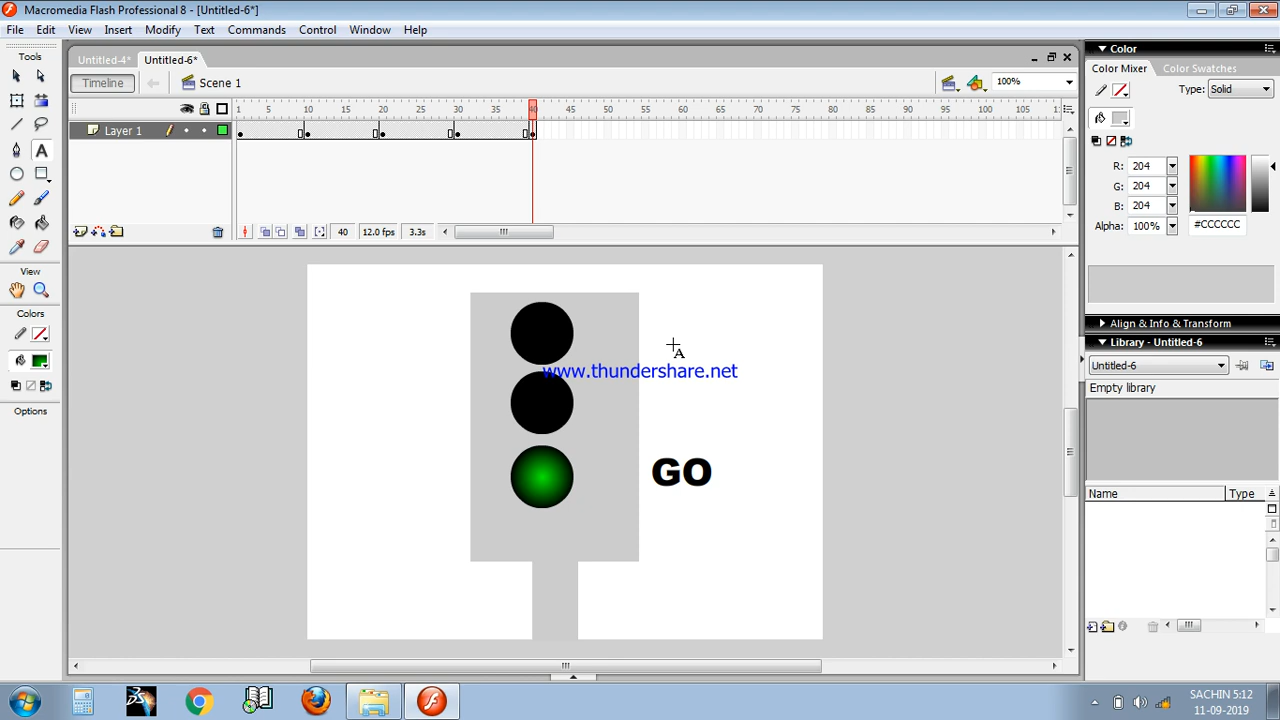 Macromedia Flash Professional 8 - [Untitled-6*]
File Edit View Insert Modify Text Commands Control Window Help
Tools
Untitled-4* Untitled-6*
Timeline Scene 1 100%
1 5 10 15 20 25 30 35 40 45 50 55 60 65 70 75 80 85 90 95 100 105 11
Layer 1
40 12.0 fps 3.3s
View
Colors
Options
www.thundershare.net
GO
Color
Color Mixer Color Swatches
Type: Solid
R: 204
G: 204
B: 204
Alpha: 100% #CCCCCC
Align & Info & Transform
Library - Untitled-6
Untitled-6
Empty library
Name Type
SACHIN 5:12
11-09-2019